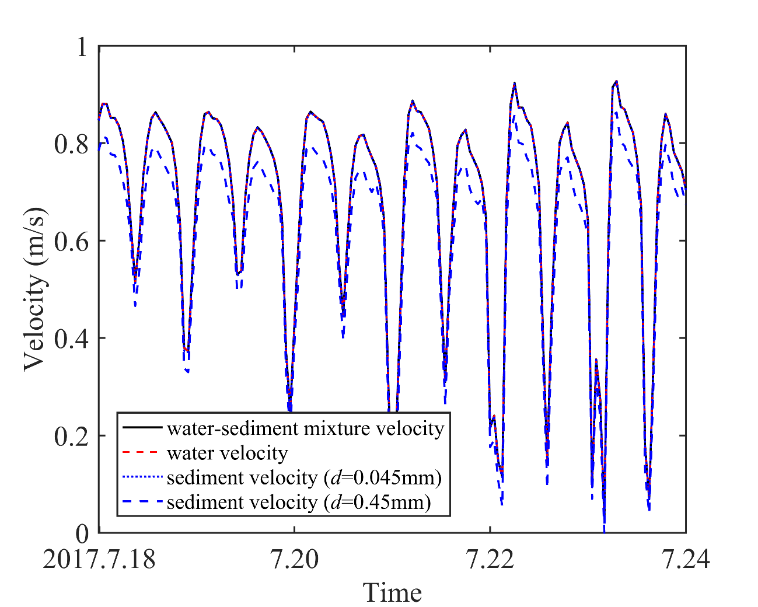 1
0.8
0.6
0.4
0.2
0
Velocity (m/s)
water-sediment mixture velocity
water velocity
sediment velocity (d=0.045mm)
sediment velocity (d=0.45mm)
2017.7.18 7.20 7.22 7.24
Time